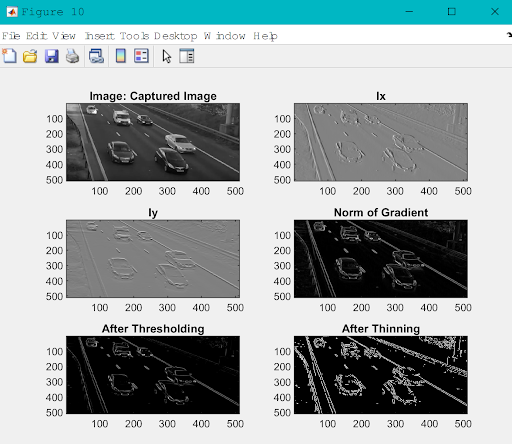 Figure 10
File Edit View Insert Tools Desktop Window Help
Image: Captured Image
Ix
100
200
300
400
500
100 200 300 400 500
100
200
300
400
500
100 200 300 400 500
Iy
Norm of Gradient
100
200
300
400
500
100 200 300 400 500
100
200
300
400
500
100 200 300 400 500
After Thresholding
After Thinning
100
200
300
400
500
100 200 300 400 500
100
200
300
400
500
100 200 300 400 500